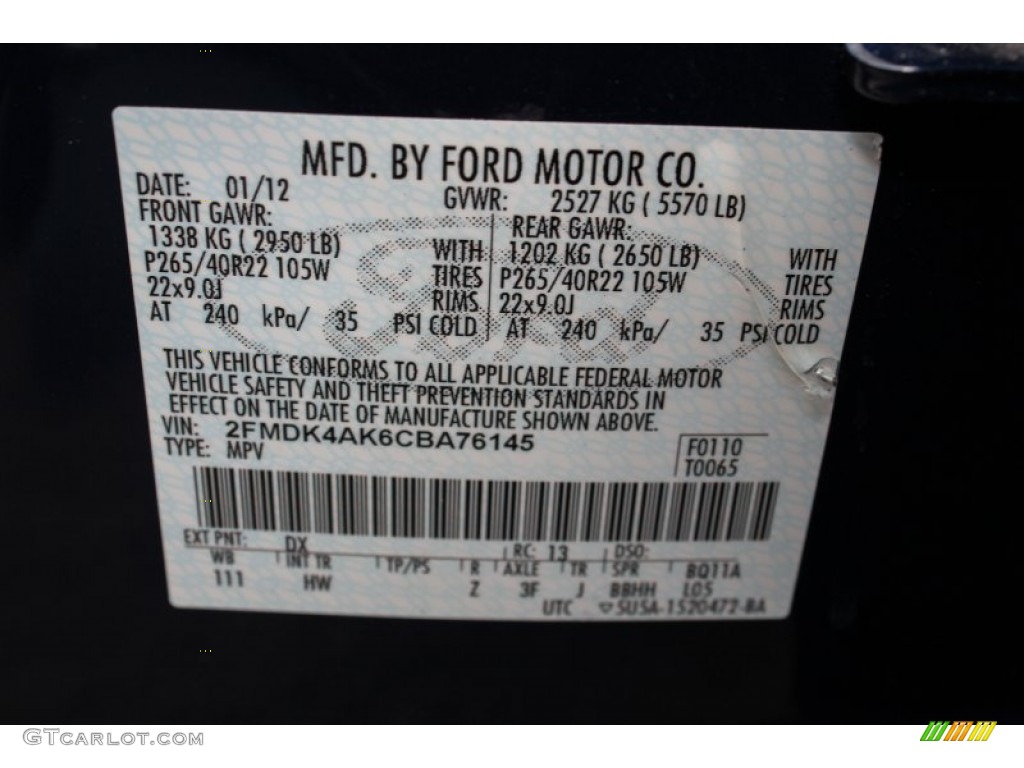 MFD. BY FORD MOTOR CO.
DATE: 01/12 GVWR: 2527 KG ( 5570 LB)
FRONT GAWR: REAR GAWR:
1338 KG ( 2950 LB) WITH 1202 KG ( 2650 LB) WITH
P265/40R22 105W TIRES P265/40R22 105W TIRES
22x9.0J RIMS 22x9.0J RIMS
AT 240 kPa/ 35 PSI COLD AT 240 kPa/ 35 PSI COLD
THIS VEHICLE CONFORMS TO ALL APPLICABLE FEDERAL MOTOR
VEHICLE SAFETY AND THEFT PREVENTION STANDARDS IN
EFFECT ON THE DATE OF MANUFACTURE SHOWN ABOVE.
VIN: 2FMDK4AK6CBA76145
TYPE: MPV
F0110
T0065
EXT PNT: DX RC: 13 DSO:
WB INT TR TP/PS R AXLE TR SPR BQ11A
111 HW Z 3F J BBHH L05
UTC ▽5U5A-1520472-BA
GTCarlot.com